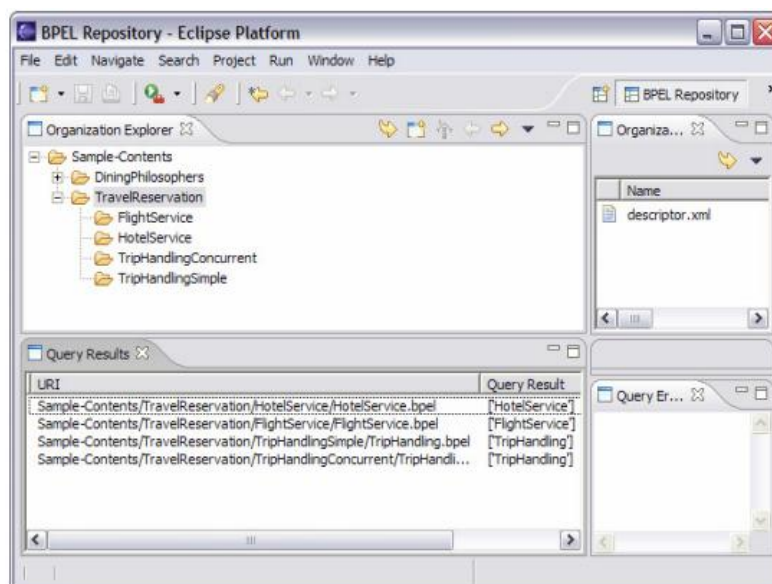 BPEL Repository - Eclipse Platform
File Edit Navigate Search Project Run Window Help
BPEL Repository
Organization Explorer
Sample-Contents
DiningPhilosophers
TravelReservation
FlightService
HotelService
TripHandlingConcurrent
TripHandlingSimple
Organiza...
Name
descriptor.xml
Query Results
URI Query Result
Sample-Contents/TravelReservation/HotelService/HotelService.bpel ['HotelService']
Sample-Contents/TravelReservation/FlightService/FlightService.bpel ['FlightService']
Sample-Contents/TravelReservation/TripHandlingSimple/TripHandling.bpel ['TripHandling']
Sample-Contents/TravelReservation/TripHandlingConcurrent/TripHandli... ['TripHandling']
Query Er...